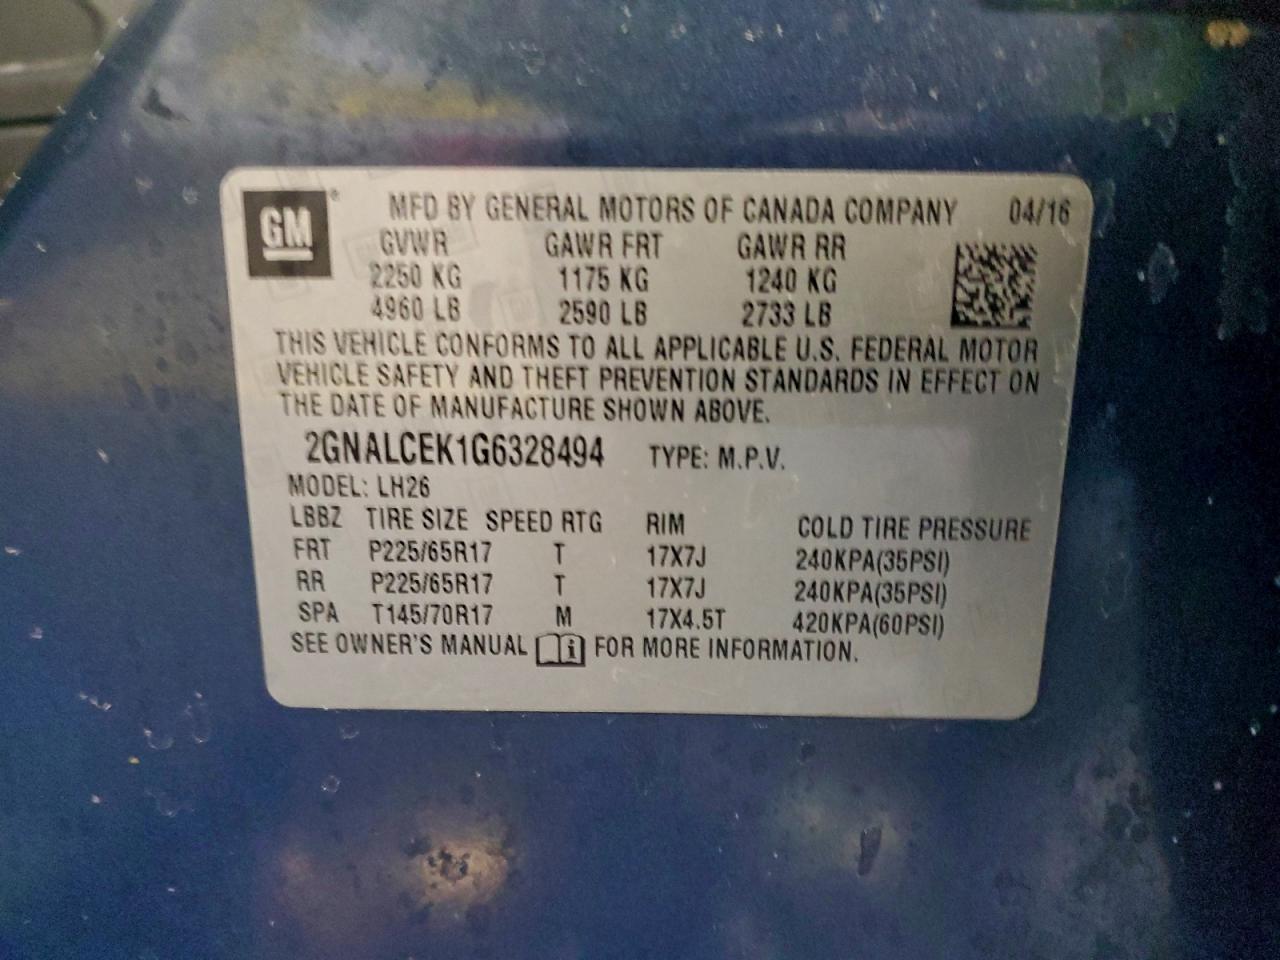 GM ® MFD BY GENERAL MOTORS OF CANADA COMPANY 04/16
GVWR GAWR FRT GAWR RR
2250 KG 1175 KG 1240 KG
4960 LB 2590 LB 2733 LB
THIS VEHICLE CONFORMS TO ALL APPLICABLE U.S. FEDERAL MOTOR
VEHICLE SAFETY AND THEFT PREVENTION STANDARDS IN EFFECT ON
THE DATE OF MANUFACTURE SHOWN ABOVE.
2GNALCEK1G6328494 TYPE: M.P.V.
MODEL: LH26
LBBZ TIRE SIZE SPEED RTG RIM COLD TIRE PRESSURE
FRT P225/65R17 T 17X7J 240KPA(35PSI)
RR P225/65R17 T 17X7J 240KPA(35PSI)
SPA T145/70R17 M 17X4.5T 420KPA(60PSI)
SEE OWNER'S MANUAL i FOR MORE INFORMATION.